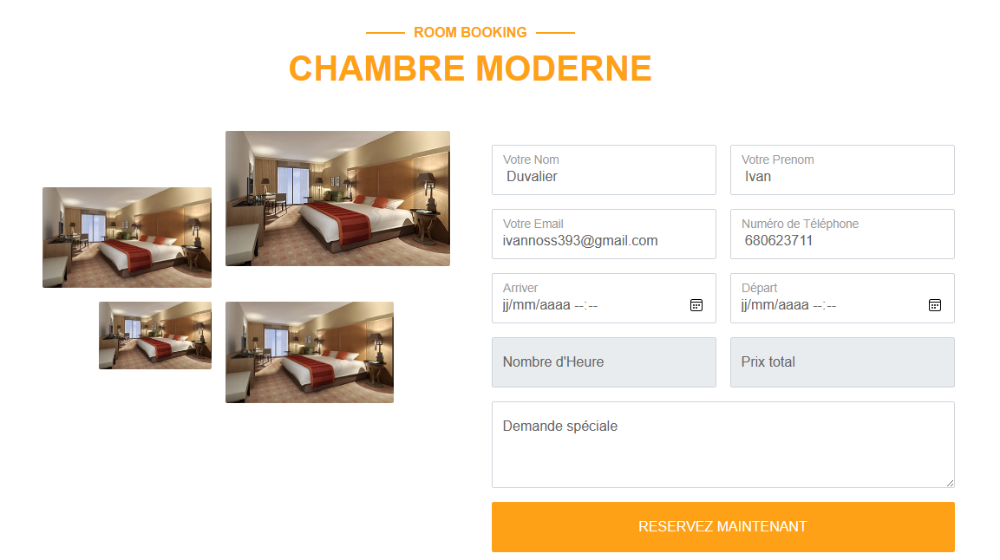 ROOM BOOKING
CHAMBRE MODERNE
Votre Nom
Duvalier
Votre Prenom
Ivan
Votre Email
ivannoss393@gmail.com
Numéro de Téléphone
680623711
Arriver
jj/mm/aaaa --:--
Départ
jj/mm/aaaa --:--
Nombre d'Heure
Prix total
Demande spéciale
RESERVEZ MAINTENANT